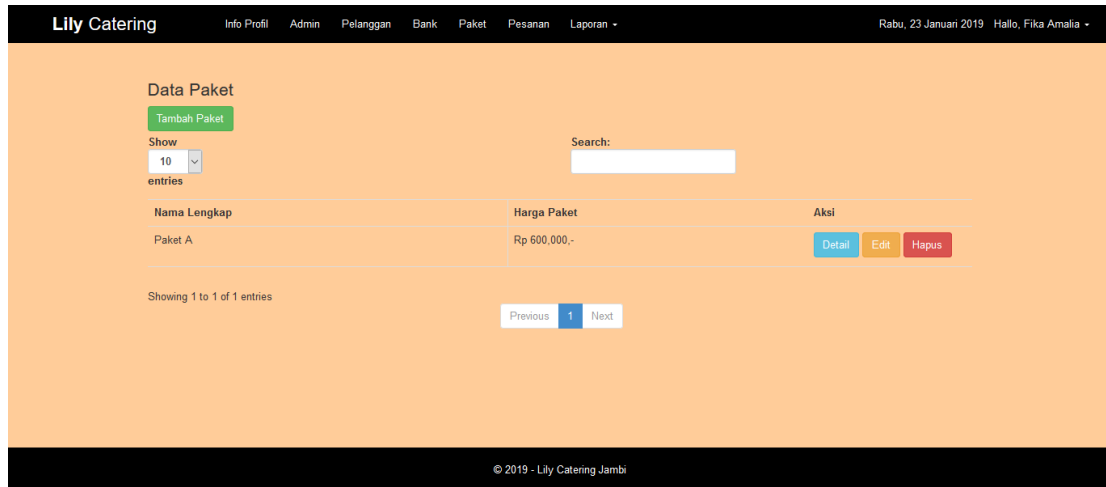 Lily Catering Info Profil Admin Pelanggan Bank Paket Pesanan Laporan Rabu, 23 Januari 2019 Hallo, Fika Amalia
Data Paket
Tambah Paket
Show Search:
10
entries
Nama Lengkap Harga Paket Aksi
Paket A Rp 600,000,- Detail Edit Hapus
Showing 1 to 1 of 1 entries
Previous 1 Next
© 2019 - Lily Catering Jambi